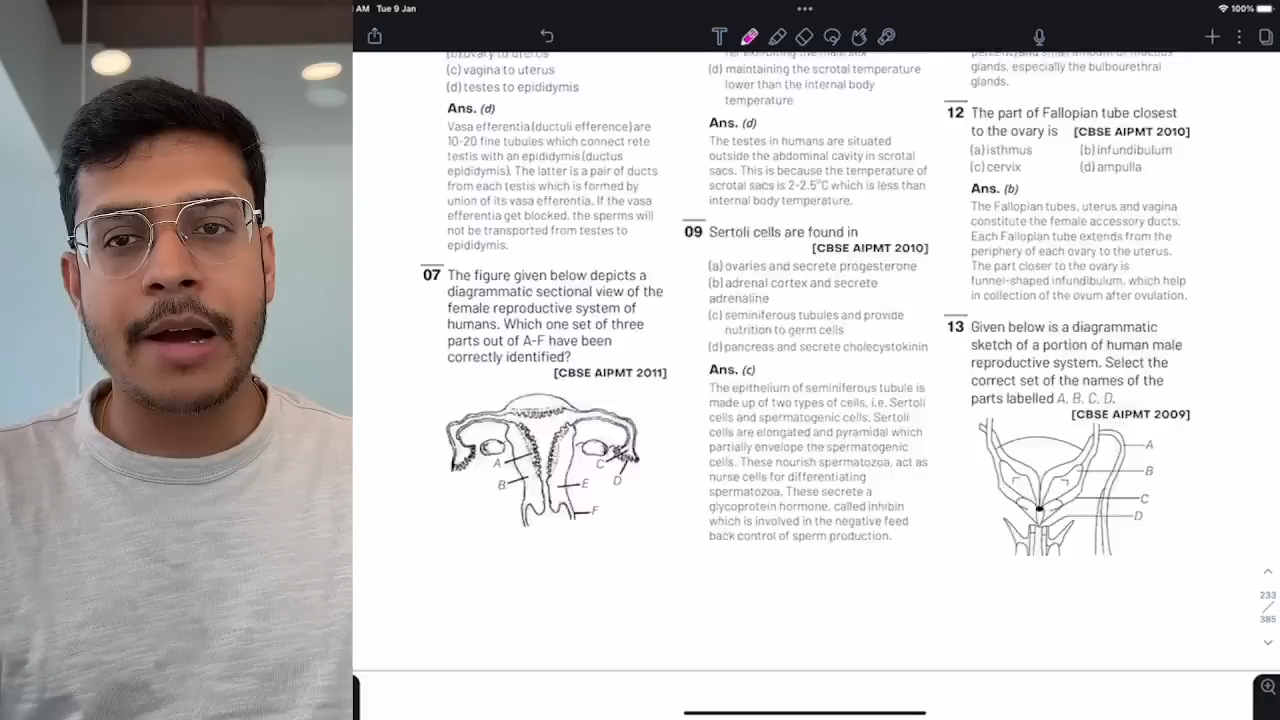 AM Tue 9 Jan
100%
(b) ovary to uterus
(c) vagina to uterus
(d) testes to epididymis
Ans. (d)
Vasa efferentia (ductuli efference) are
10-20 fine tubules which connect rete
testis with an epididymis (ductus
epididymis). The latter is a pair of ducts
from each testis which is formed by
union of its vasa efferentia. If the vasa
efferentia get blocked, the sperms will
not be transported from testes to
epididymis.
07 The figure given below depicts a
diagrammatic sectional view of the
female reproductive system of
humans. Which one set of three
parts out of A-F have been
correctly identified?
[CBSE AIPMT 2011]
A
B
C
D
E
F
(d) maintaining the scrotal temperature
lower than the internal body
temperature
Ans. (d)
The testes in humans are situated
outside the abdominal cavity in scrotal
sacs. This is because the temperature of
scrotal sacs is 2-2.5°C which is less than
internal body temperature.
09 Sertoli cells are found in
[CBSE AIPMT 2010]
(a) ovaries and secrete progesterone
(b) adrenal cortex and secrete
adrenaline
(c) seminiferous tubules and provide
nutrition to germ cells
(d) pancreas and secrete cholecystokinin
Ans. (c)
The epithelium of seminiferous tubule is
made up of two types of cells, i.e. Sertoli
cells and spermatogenic cells. Sertoli
cells are elongated and pyramidal which
partially envelope the spermatogenic
cells. These nourish spermatozoa, act as
nurse cells for differentiating
spermatozoa. These secrete a
glycoprotein hormone, called inhibin
which is involved in the negative feed
back control of sperm production.
glands, especially the bulbourethral
glands.
12 The part of Fallopian tube closest
to the ovary is [CBSE AIPMT 2010]
(a) isthmus (b) infundibulum
(c) cervix (d) ampulla
Ans. (b)
The Fallopian tubes, uterus and vagina
constitute the female accessory ducts.
Each Fallopian tube extends from the
periphery of each ovary to the uterus.
The part closer to the ovary is
funnel-shaped infundibulum, which help
in collection of the ovum after ovulation.
13 Given below is a diagrammatic
sketch of a portion of human male
reproductive system. Select the
correct set of the names of the
parts labelled A, B, C, D.
[CBSE AIPMT 2009]
A
B
C
D
233
385